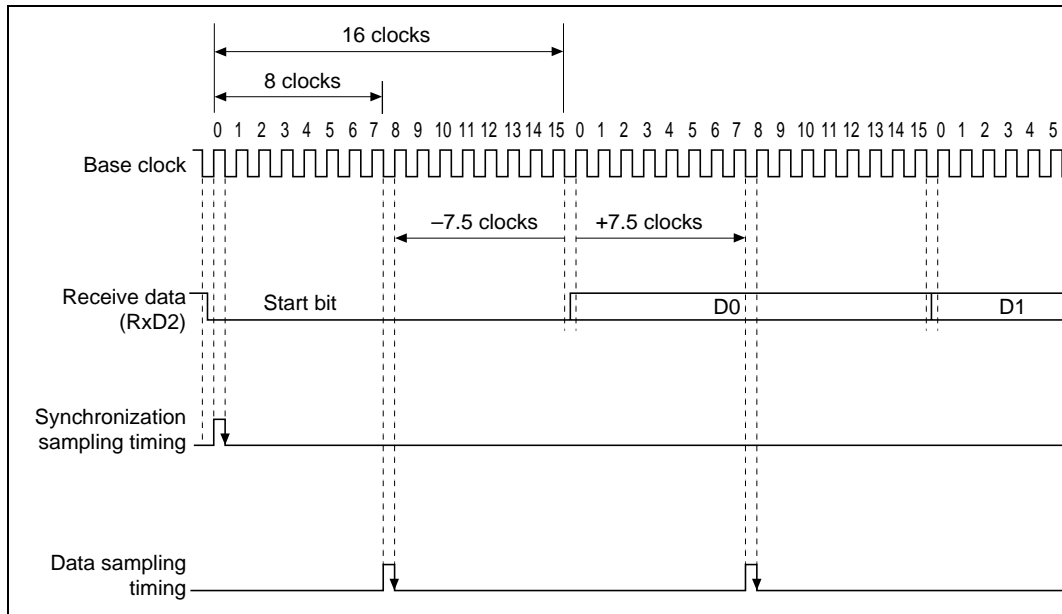 16 clocks
8 clocks
0 1 2 3 4 5 6 7 8 9 10 11 12 13 14 15 0 1 2 3 4 5 6 7 8 9 10 11 12 13 14 15 0 1 2 3 4 5
Base clock
–7.5 clocks +7.5 clocks
Receive data
(RxD2)
Start bit D0 D1
Synchronization
sampling timing
Data sampling
timing